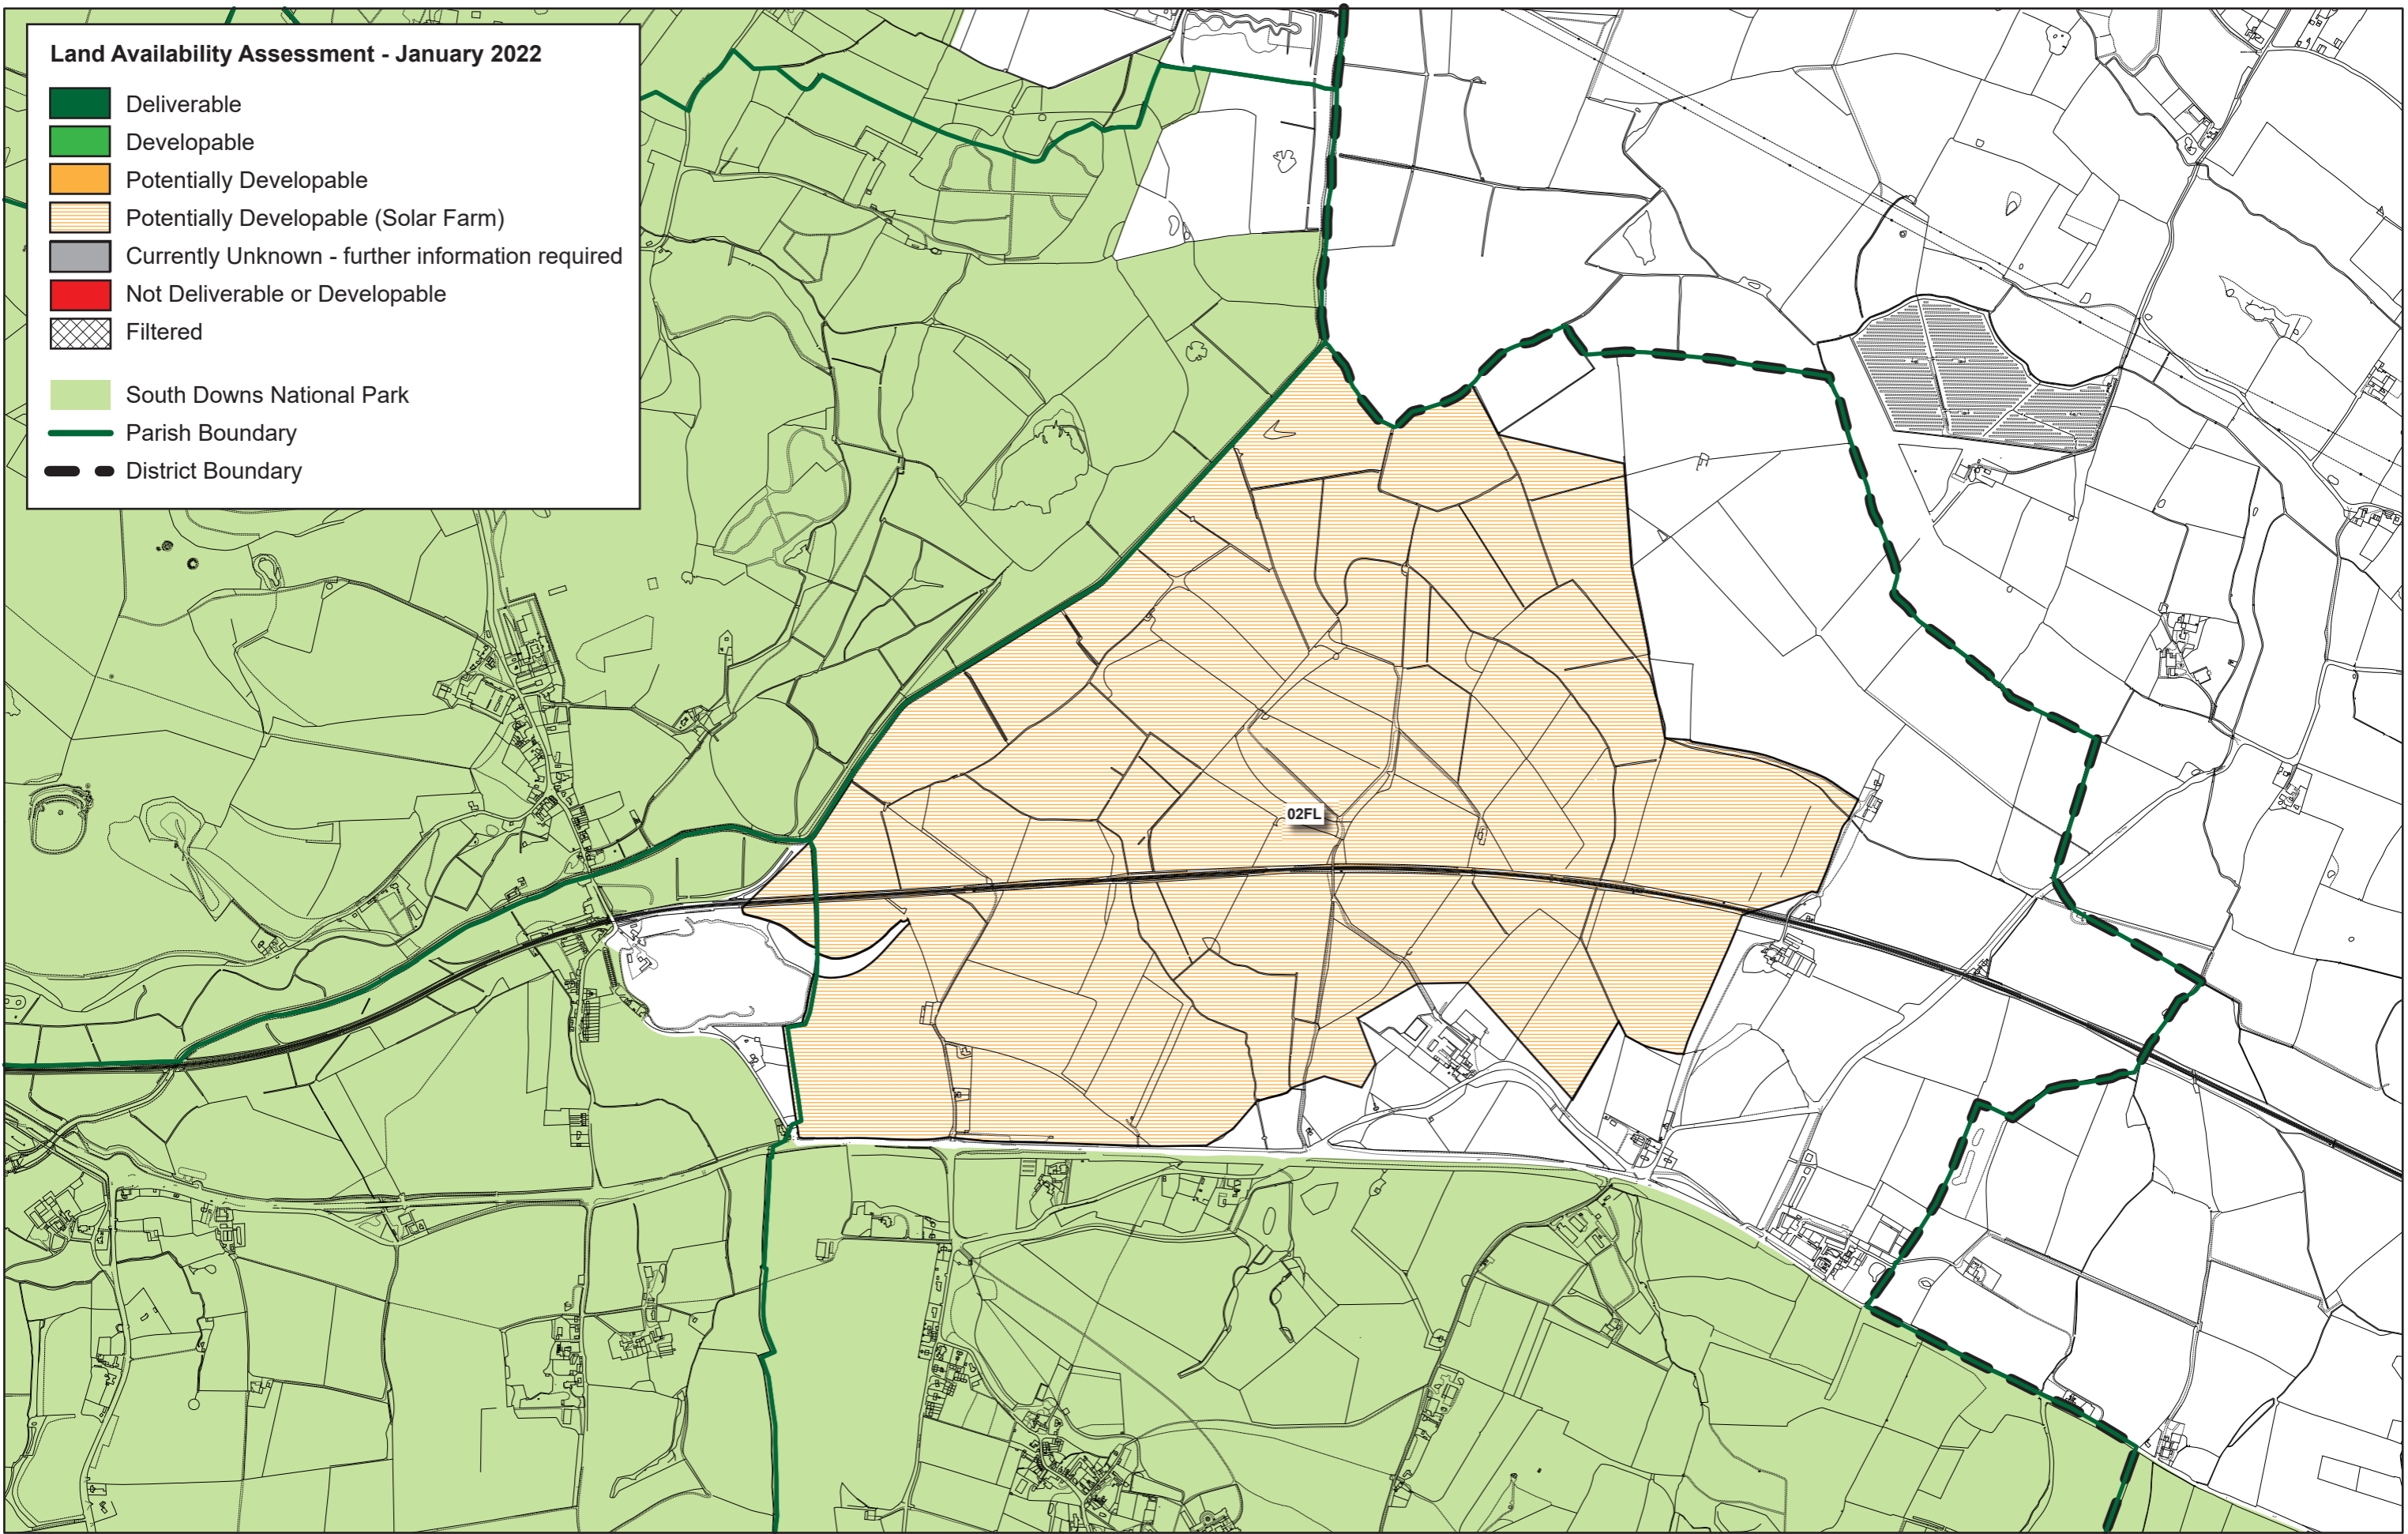 Land Availability Assessment - January 2022
Deliverable
Developable
Potentially Developable
Potentially Developable (Solar Farm)
Currently Unknown - further information required
Not Deliverable or Developable
Filtered
South Downs National Park
Parish Boundary
District Boundary
02FL